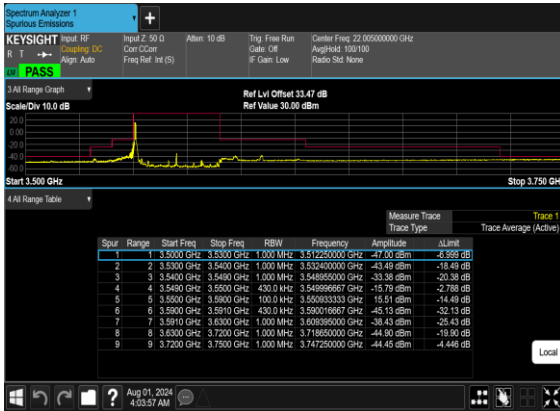 Spectrum Analyzer 1
Spurious Emissions
+
KEYSIGHT Input: RF Input Z: 50 Ω Atten: 10 dB Trig: Free Run Center Freq: 22.005000000 GHz
R T Coupling: DC Corr CCorr Gate: Off Avg|Hold: 100/100
Align: Auto Freq Ref: Int (S) IF Gain: Low Radio Std: None
PASS
3 All Range Graph
Ref Lvl Offset 33.47 dB
Scale/Div 10.0 dB Ref Value 30.00 dBm
20.0
0.00
-20.0
-40.0
-60.0
Start 3.500 GHz Stop 3.750 GH
4 All Range Table
Measure Trace Trace 1
Trace Type Trace Average (Active)
Spur Range Start Freq Stop Freq RBW Frequency Amplitude ΔLimit
1 1 3.5000 GHz 3.5300 GHz 1.000 MHz 3.512250000 GHz -47.00 dBm -6.999 dB
2 2 3.5300 GHz 3.5400 GHz 1.000 MHz 3.532400000 GHz -43.49 dBm -18.49 dB
3 3 3.5400 GHz 3.5490 GHz 1.000 MHz 3.548955000 GHz -33.38 dBm -20.38 dB
4 4 3.5490 GHz 3.5500 GHz 430.0 kHz 3.549996667 GHz -15.79 dBm -2.788 dB
5 5 3.5500 GHz 3.5900 GHz 100.0 kHz 3.550933333 GHz 15.51 dBm -14.49 dB
6 6 3.5900 GHz 3.5910 GHz 430.0 kHz 3.590016667 GHz -45.13 dBm -32.13 dB
7 7 3.5910 GHz 3.6300 GHz 1.000 MHz 3.609395000 GHz -38.43 dBm -25.43 dB
8 8 3.6300 GHz 3.7200 GHz 1.000 MHz 3.718650000 GHz -44.90 dBm -19.90 dB
9 9 3.7200 GHz 3.7500 GHz 1.000 MHz 3.747250000 GHz -44.45 dBm -4.446 dB
Local
? Aug 01, 2024
4:03:57 AM